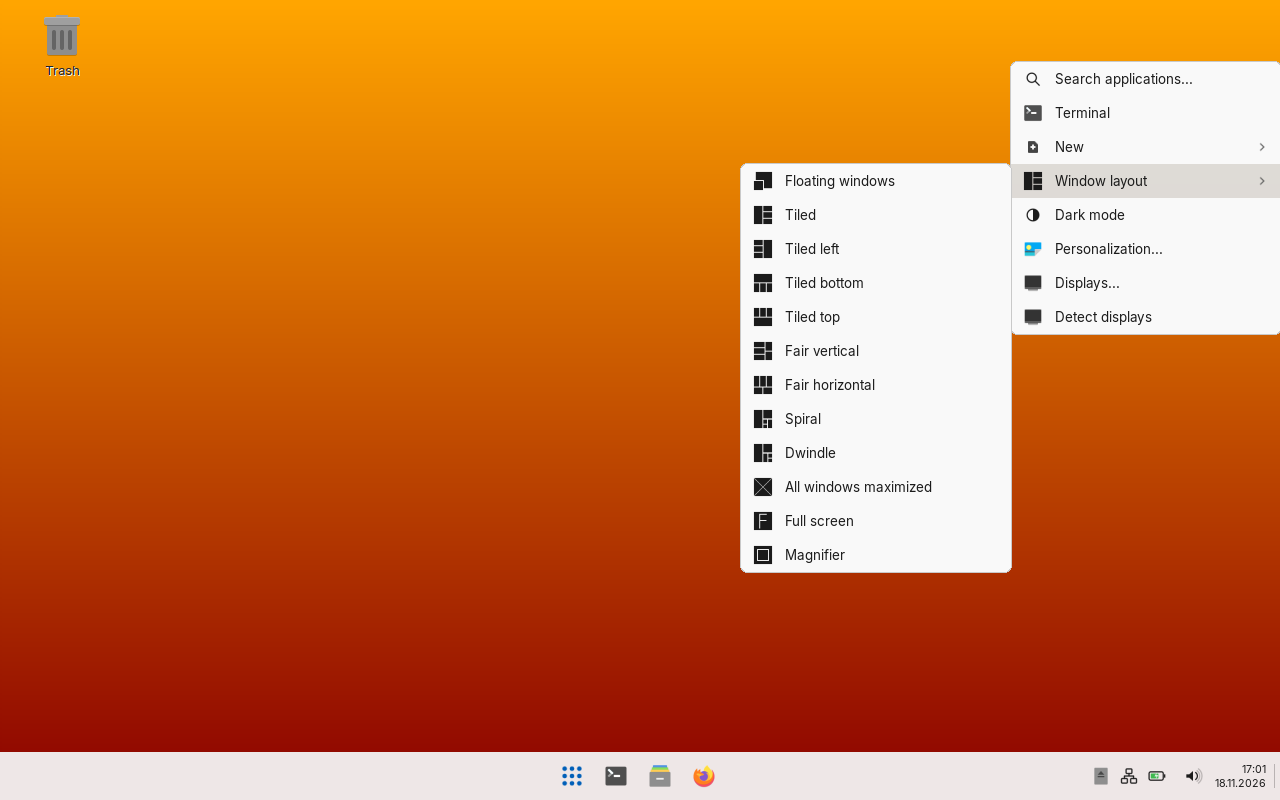 Trash
Search applications...
Terminal
New
Window layout
Dark mode
Personalization...
Displays...
Detect displays
Floating windows
Tiled
Tiled left
Tiled bottom
Tiled top
Fair vertical
Fair horizontal
Spiral
Dwindle
All windows maximized
Full screen
Magnifier
17:01
18.11.2026